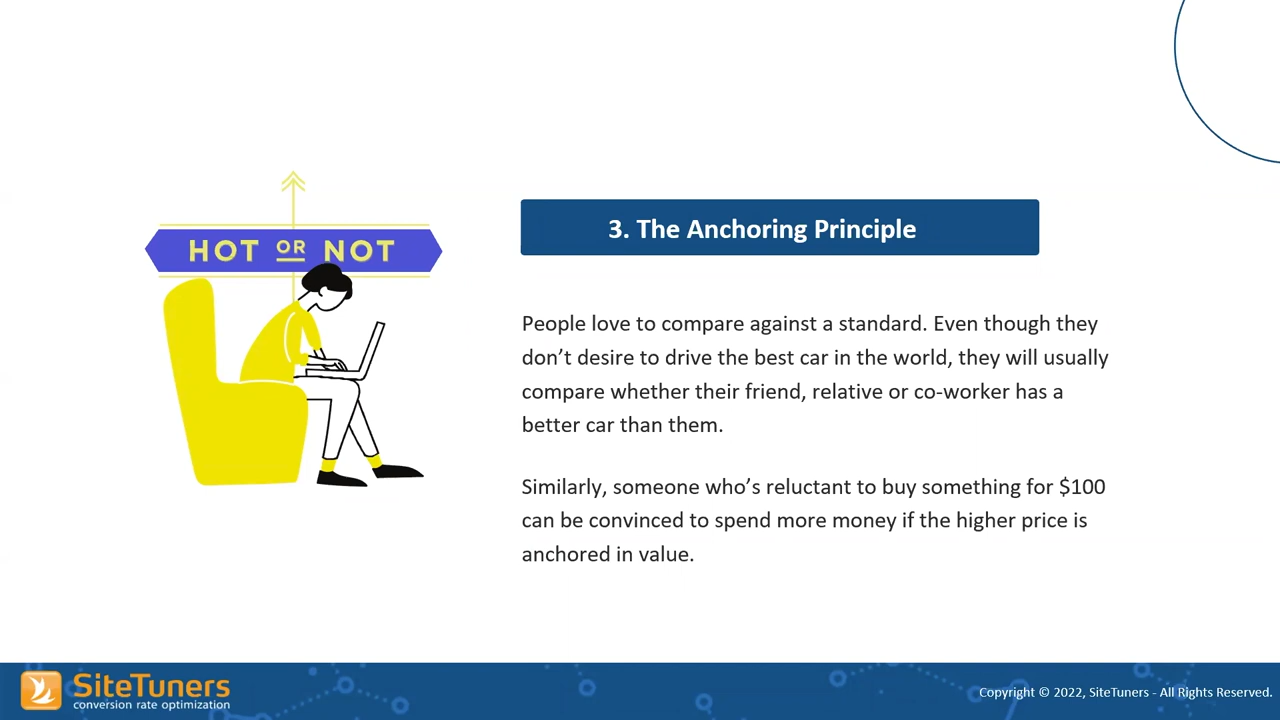 HOT OR NOT
3. The Anchoring Principle
People love to compare against a standard. Even though they
don’t desire to drive the best car in the world, they will usually
compare whether their friend, relative or co-worker has a
better car than them.
Similarly, someone who’s reluctant to buy something for $100
can be convinced to spend more money if the higher price is
anchored in value.
SiteTuners
conversion rate optimization
Copyright © 2022, SiteTuners - All Rights Reserved.